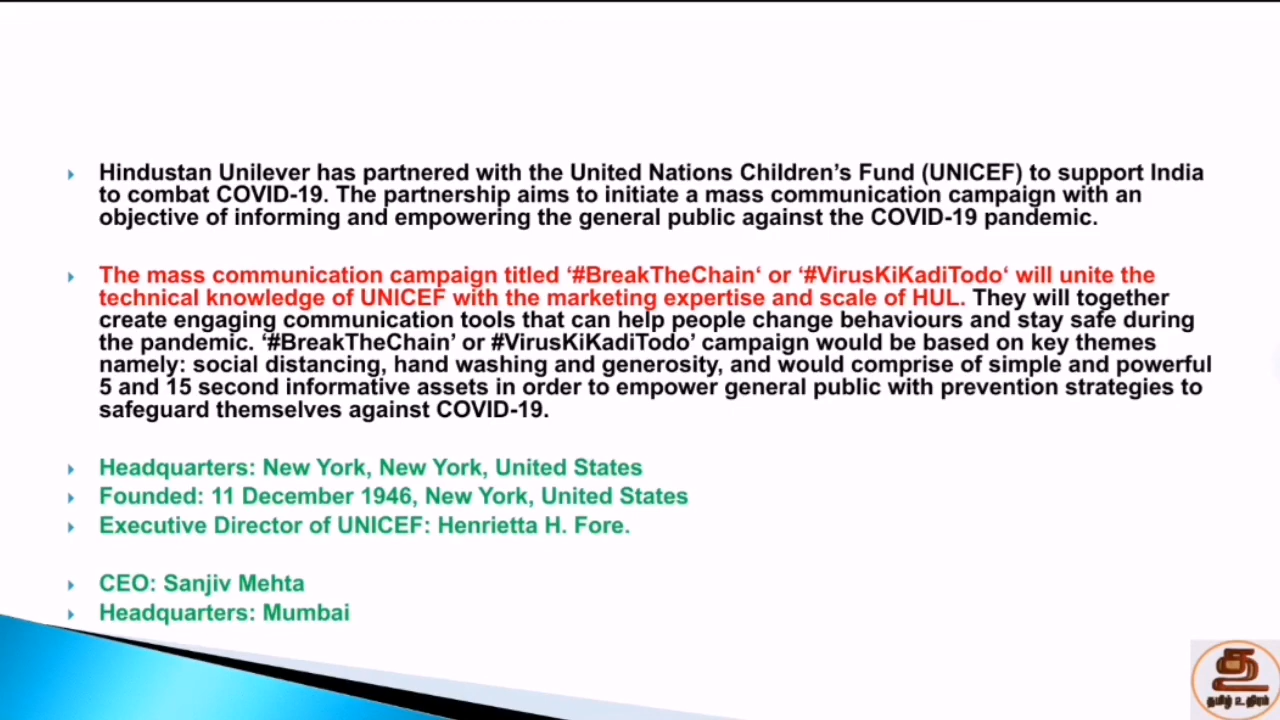 Hindustan Unilever has partnered with the United Nations Children’s Fund (UNICEF) to support India
to combat COVID-19. The partnership aims to initiate a mass communication campaign with an
objective of informing and empowering the general public against the COVID-19 pandemic.
The mass communication campaign titled ‘#BreakTheChain‘ or ‘#VirusKiKadiTodo‘ will unite the
technical knowledge of UNICEF with the marketing expertise and scale of HUL. They will together
create engaging communication tools that can help people change behaviours and stay safe during
the pandemic. ‘#BreakTheChain’ or #VirusKiKadiTodo’ campaign would be based on key themes
namely: social distancing, hand washing and generosity, and would comprise of simple and powerful
5 and 15 second informative assets in order to empower general public with prevention strategies to
safeguard themselves against COVID-19.
Headquarters: New York, New York, United States
Founded: 11 December 1946, New York, United States
Executive Director of UNICEF: Henrietta H. Fore.
CEO: Sanjiv Mehta
Headquarters: Mumbai
த
தமிழ் உதிரம்